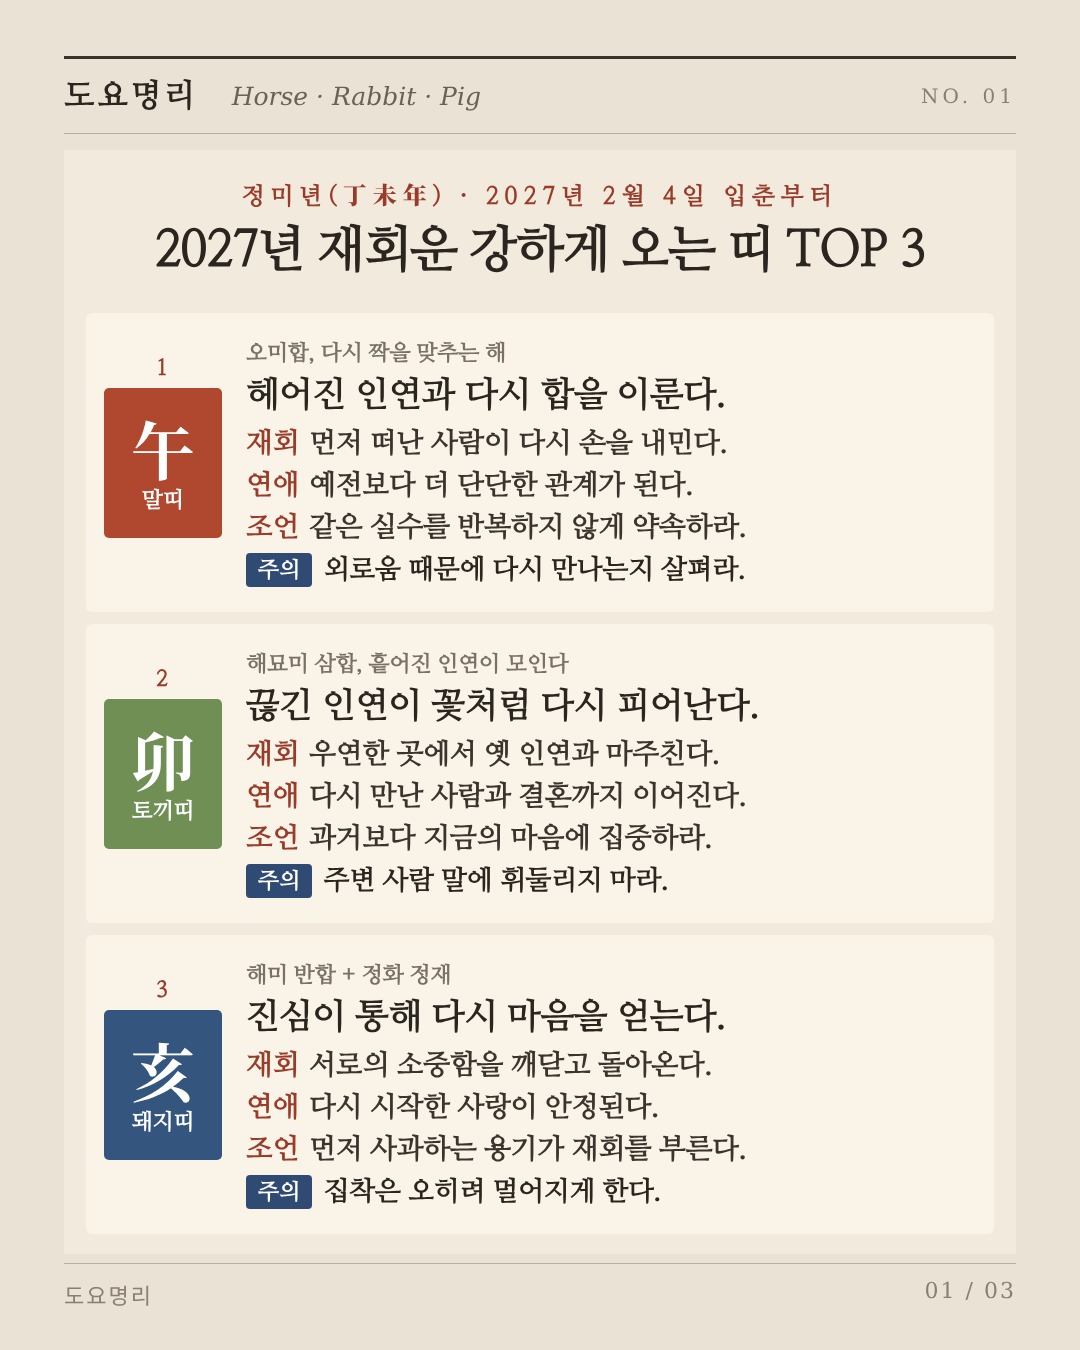 도요명리 Horse · Rabbit · Pig NO. 01
정미년(丁未年) · 2027년 2월 4일 입춘부터
2027년 재회운 강하게 오는 띠 TOP 3
1
午
말띠
오미합, 다시 짝을 맞추는 해
헤어진 인연과 다시 합을 이룬다.
재회 먼저 떠난 사람이 다시 손을 내민다.
연애 예전보다 더 단단한 관계가 된다.
조언 같은 실수를 반복하지 않게 약속하라.
주의 외로움 때문에 다시 만나는지 살펴라.
2
卯
토끼띠
해묘미 삼합, 흩어진 인연이 모인다
끊긴 인연이 꽃처럼 다시 피어난다.
재회 우연한 곳에서 옛 인연과 마주친다.
연애 다시 만난 사람과 결혼까지 이어진다.
조언 과거보다 지금의 마음에 집중하라.
주의 주변 사람 말에 휘둘리지 마라.
3
亥
돼지띠
해미 반합 + 정화 정재
진심이 통해 다시 마음을 얻는다.
재회 서로의 소중함을 깨닫고 돌아온다.
연애 다시 시작한 사랑이 안정된다.
조언 먼저 사과하는 용기가 재회를 부른다.
주의 집착은 오히려 멀어지게 한다.
도요명리 01 / 03